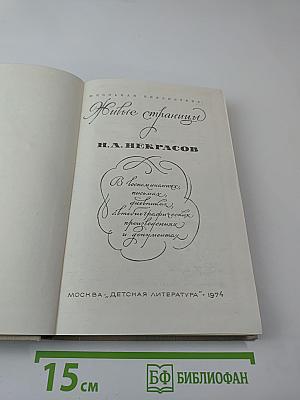 ШКОЛЬНАЯ БИБЛИОТЕКА
Живые страницы
Н.А. НЕКРАСОВ
В воспоминаниях,
письмах,
дневниках,
автобиографических
произведениях
и документах
МОСКВА-„ДЕТСКАЯ ЛИТЕРАТУРА"-1974
15 см
БФ БИБЛИОФАН